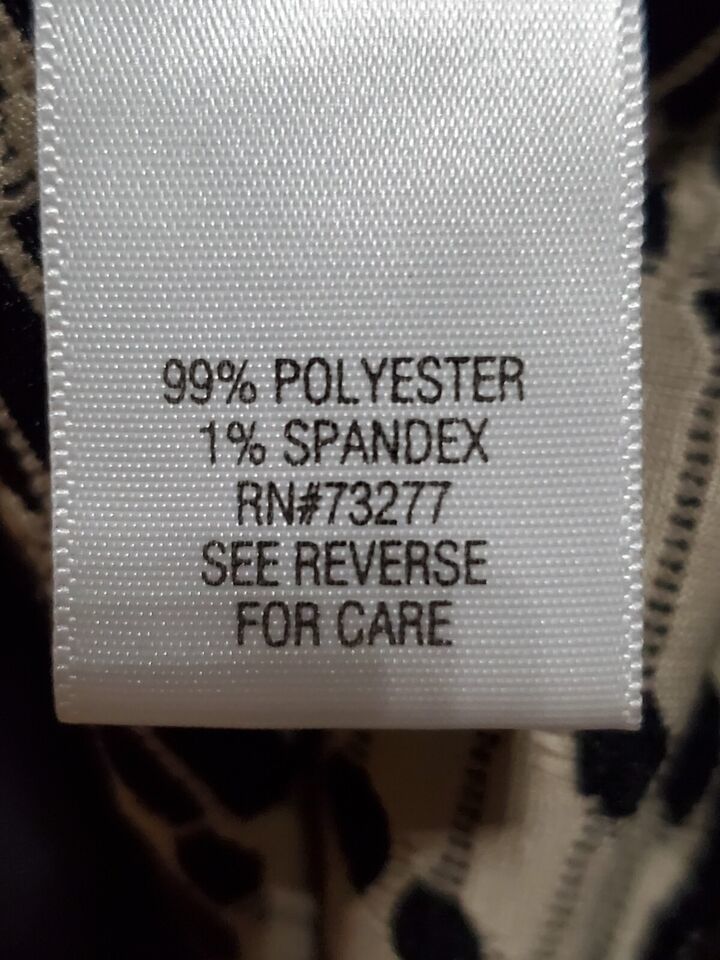 99% POLYESTER
1% SPANDEX
RN#73277
SEE REVERSE
FOR CARE